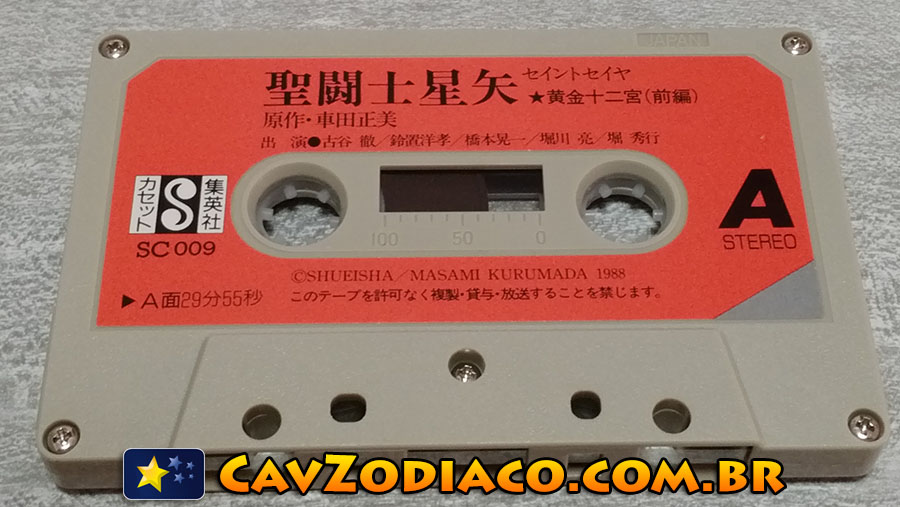 JAPAN
聖闘士星矢 セイントセイヤ
★黄金十二宮(前編)
原作・車田正美
出 演●古谷 徹/鈴置洋孝/橋本晃一/堀川 亮/堀 秀行
集英社
S
カセット
SC009
100 50 0
A
STEREO
©SHUEISHA/MASAMI KURUMADA 1988
▶A面29分55秒
このテープを許可なく複製・貸与・放送することを禁じます。
CAVZODIACO.COM.BR